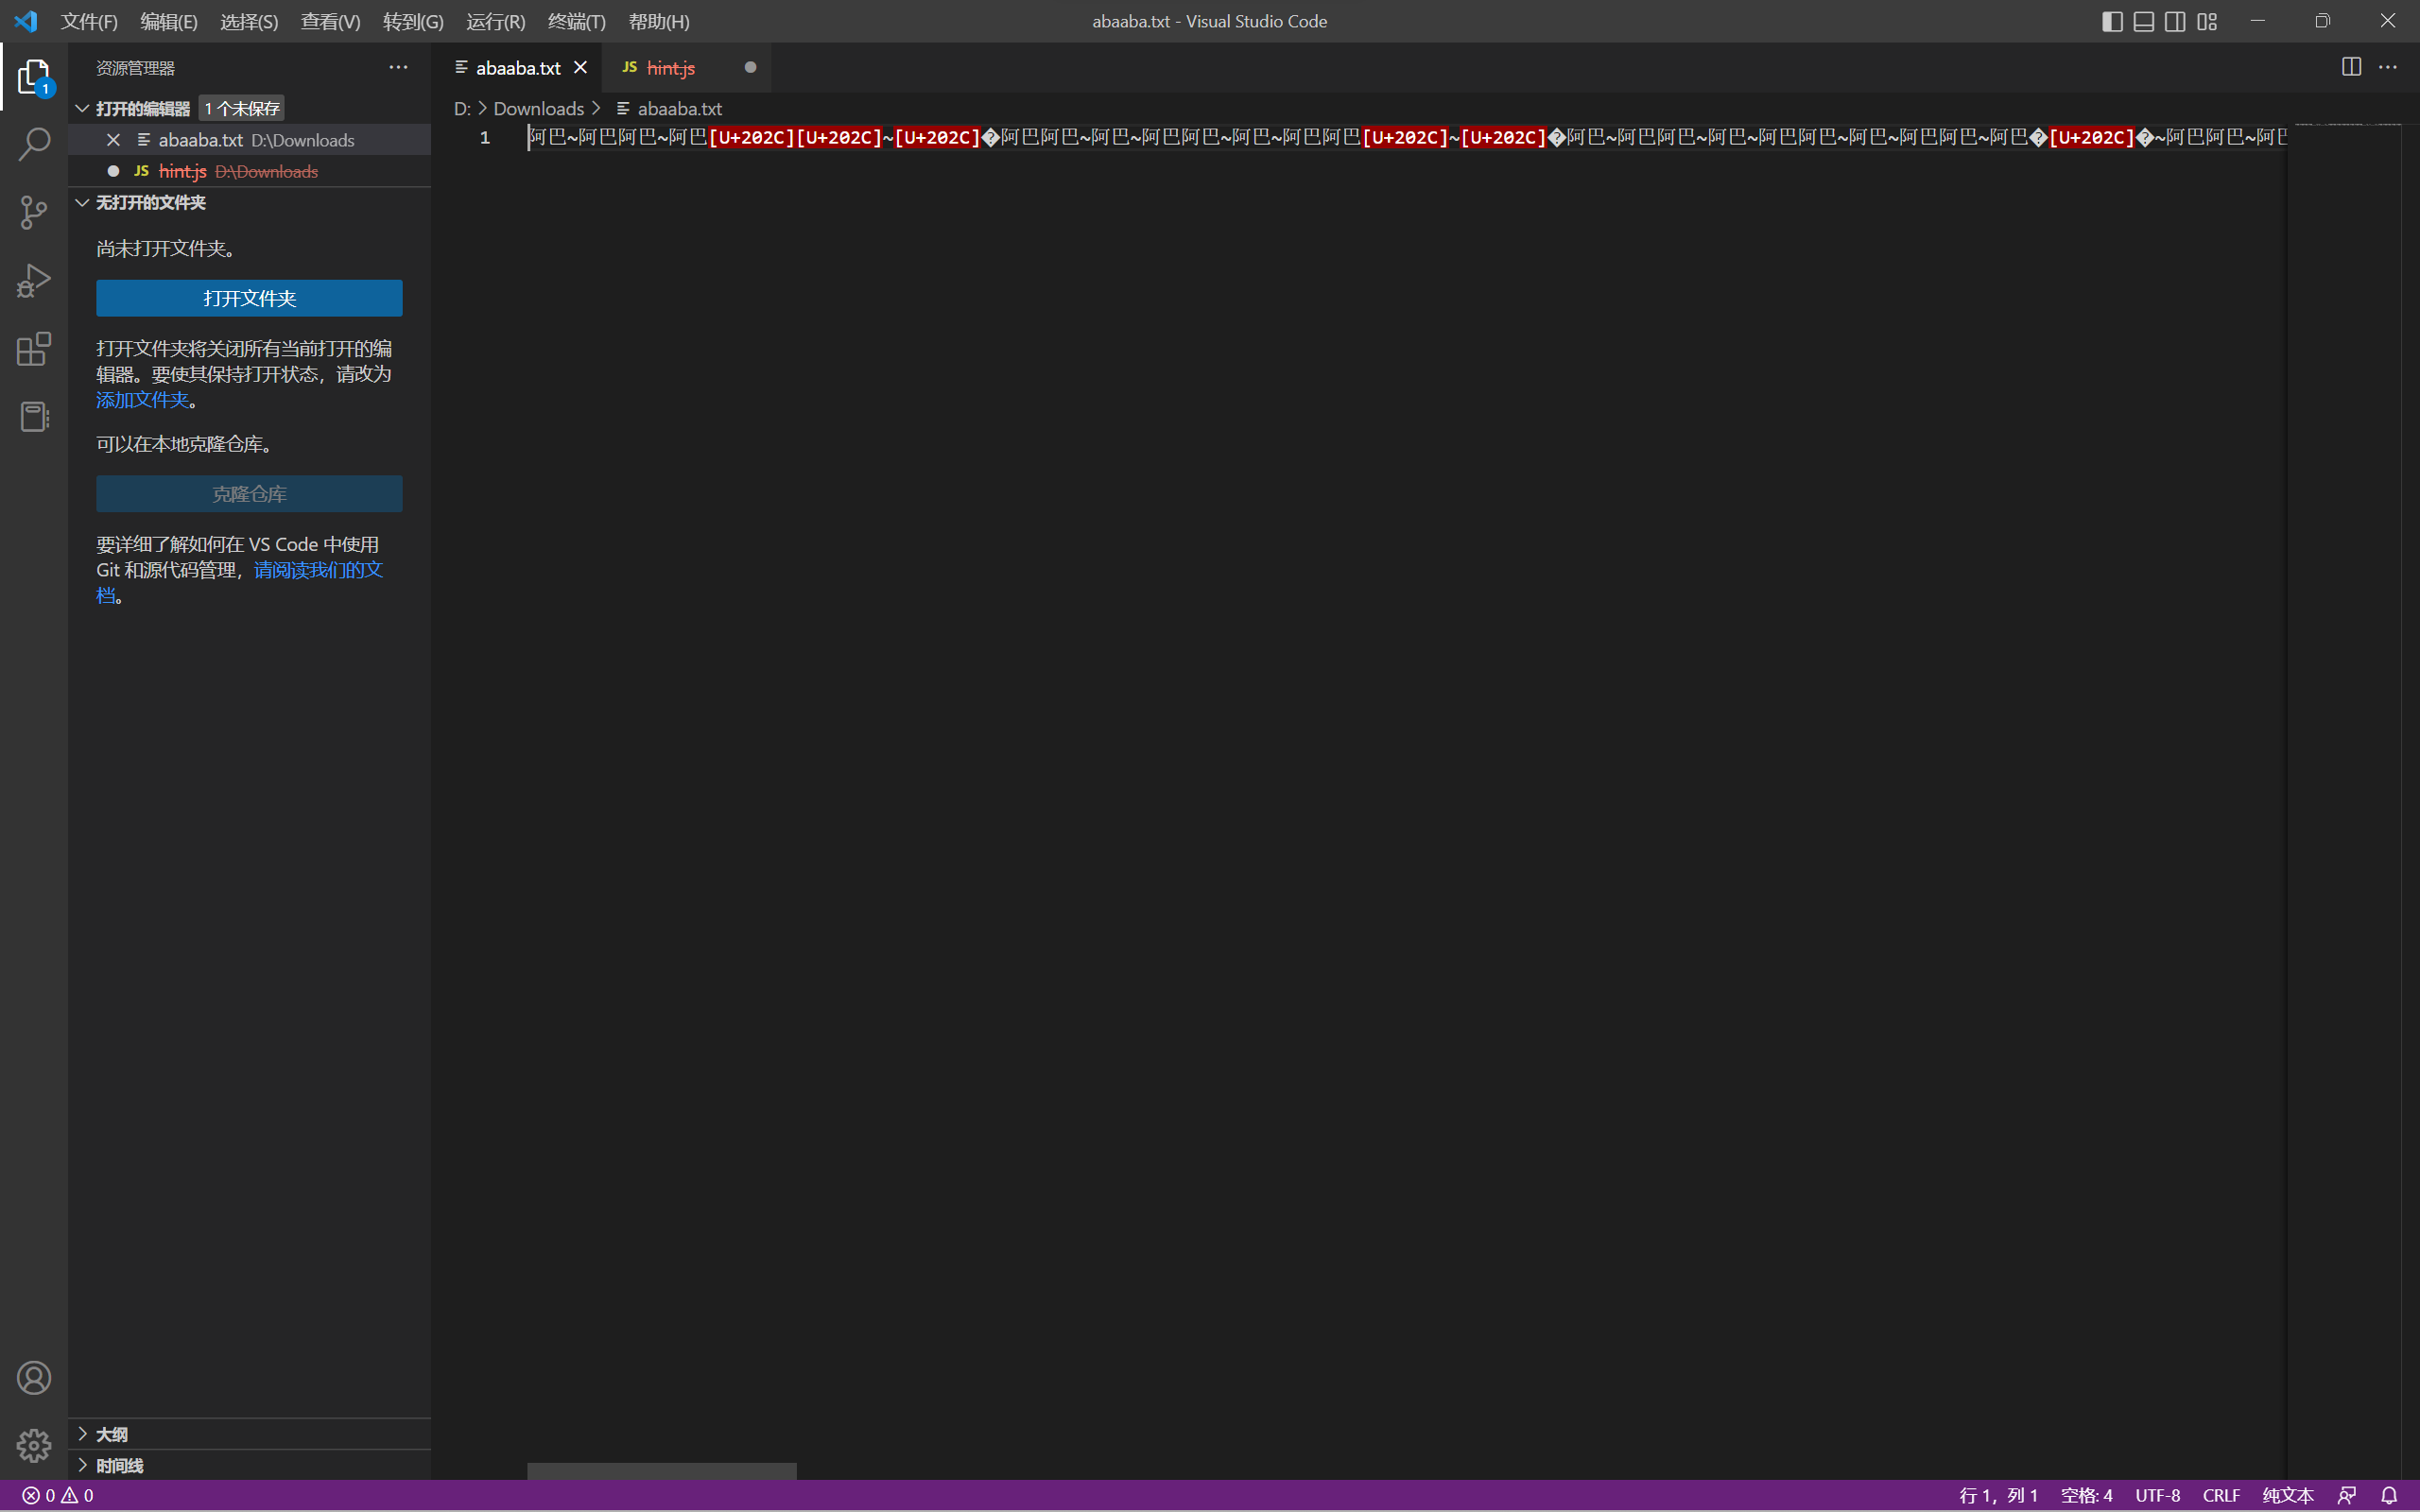 文件(F) 编辑(E) 选择(S) 查看(V) 转到(G) 运行(R) 终端(T) 帮助(H)
abaaba.txt - Visual Studio Code
资源管理器
打开的编辑器 1 个未保存
abaaba.txt D:\Downloads
JS hint.js D:\Downloads
无打开的文件夹
尚未打开文件夹。
打开文件夹
打开文件夹将关闭所有当前打开的编
辑器。要使其保持打开状态，请改为
添加文件夹。
可以在本地克隆仓库。
克隆仓库
要详细了解如何在 VS Code 中使用
Git 和源代码管理，请阅读我们的文
档。
大纲
时间线
1
abaaba.txt
JS hint.js
D: > Downloads > abaaba.txt
1 阿巴~阿巴阿巴~阿巴[U+202C][U+202C]~[U+202C]�阿巴阿巴~阿巴~阿巴阿巴~阿巴~阿巴阿巴[U+202C]~[U+202C]�阿巴~阿巴阿巴~阿巴~阿巴阿巴~阿巴~阿巴阿巴~阿巴�[U+202C]�~阿巴阿巴~阿巴
0 0
行 1，列 1 空格: 4 UTF-8 CRLF 纯文本